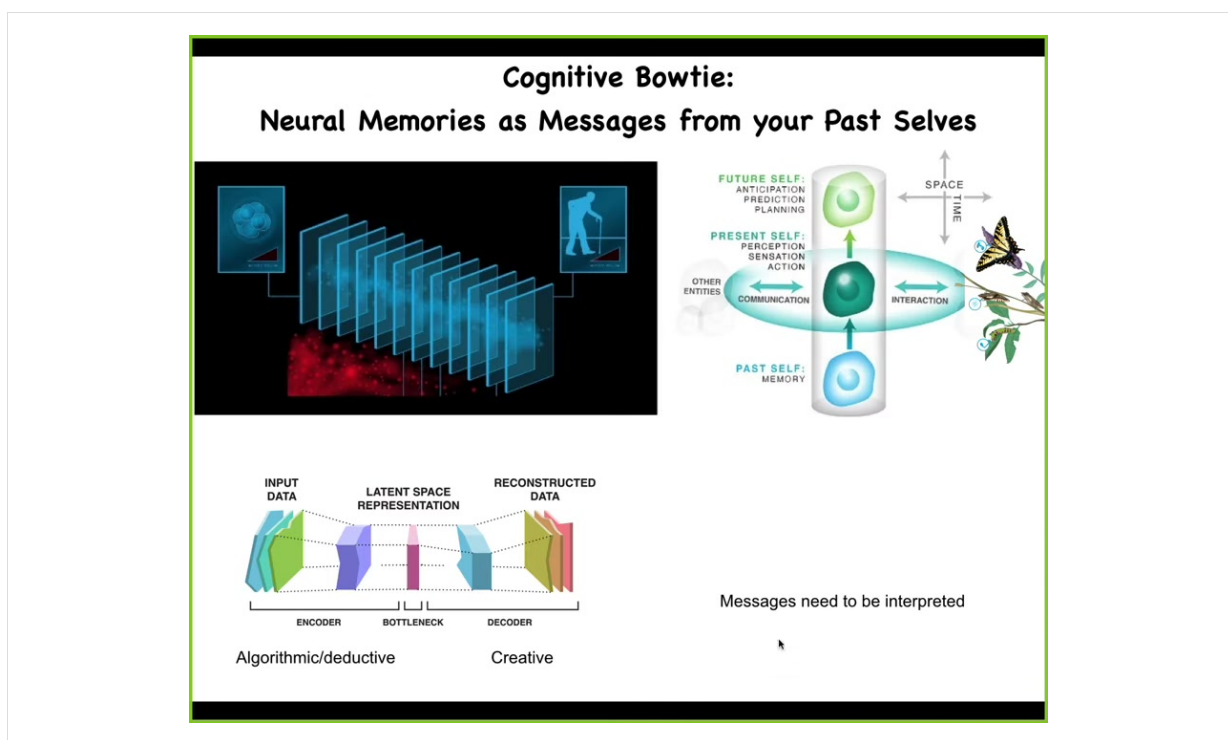 Cognitive Bowtie:
Neural Memories as Messages from your Past Selves
FUTURE SELF:
ANTICIPATION
PREDICTION
PLANNING
PRESENT SELF:
PERCEPTION
SENSATION
ACTION
SPACE
TIME
OTHER
ENTITIES
COMMUNICATION
INTERACTION
PAST SELF:
MEMORY
INPUT
DATA
LATENT SPACE
REPRESENTATION
RECONSTRUCTED
DATA
ENCODER
BOTTLENECK
DECODER
Algorithmic/deductive
Creative
Messages need to be interpreted